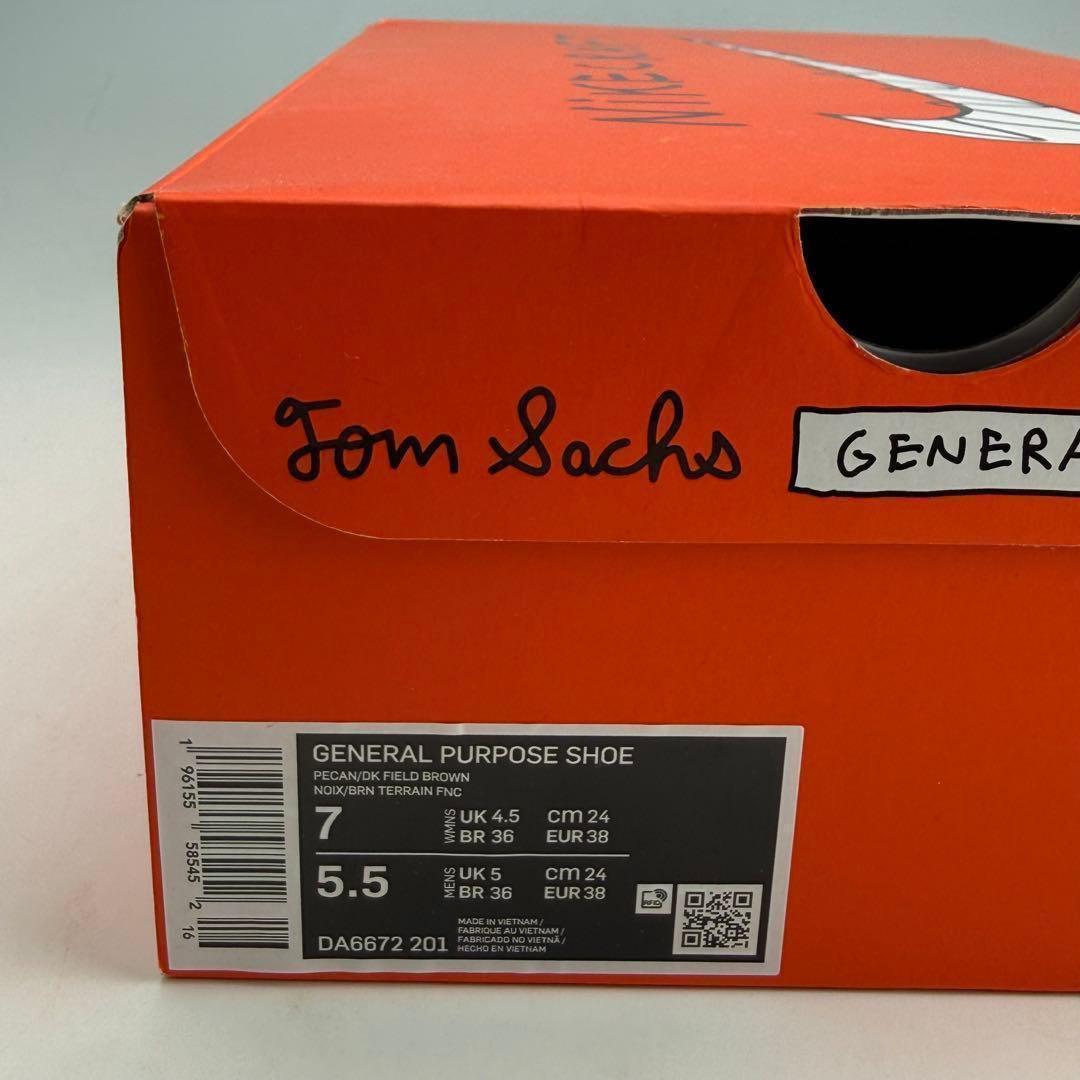 NIKECRAFT
Tom Sachs
GENERA
GENERAL PURPOSE SHOE
PECAN/DK FIELD BROWN
NOIX/BRN TERRAIN FNC
7 WMNS UK 4.5 cm 24
BR 36 EUR 38
5.5 MENS UK 5 cm 24
BR 36 EUR 38
RFID
MADE IN VIETNAM /
FABRIQUE AU VIETNAM /
FABRICADO NO VIETNÃ /
HECHO EN VIETNAM
DA6672 201
1 96155 58545 2 16